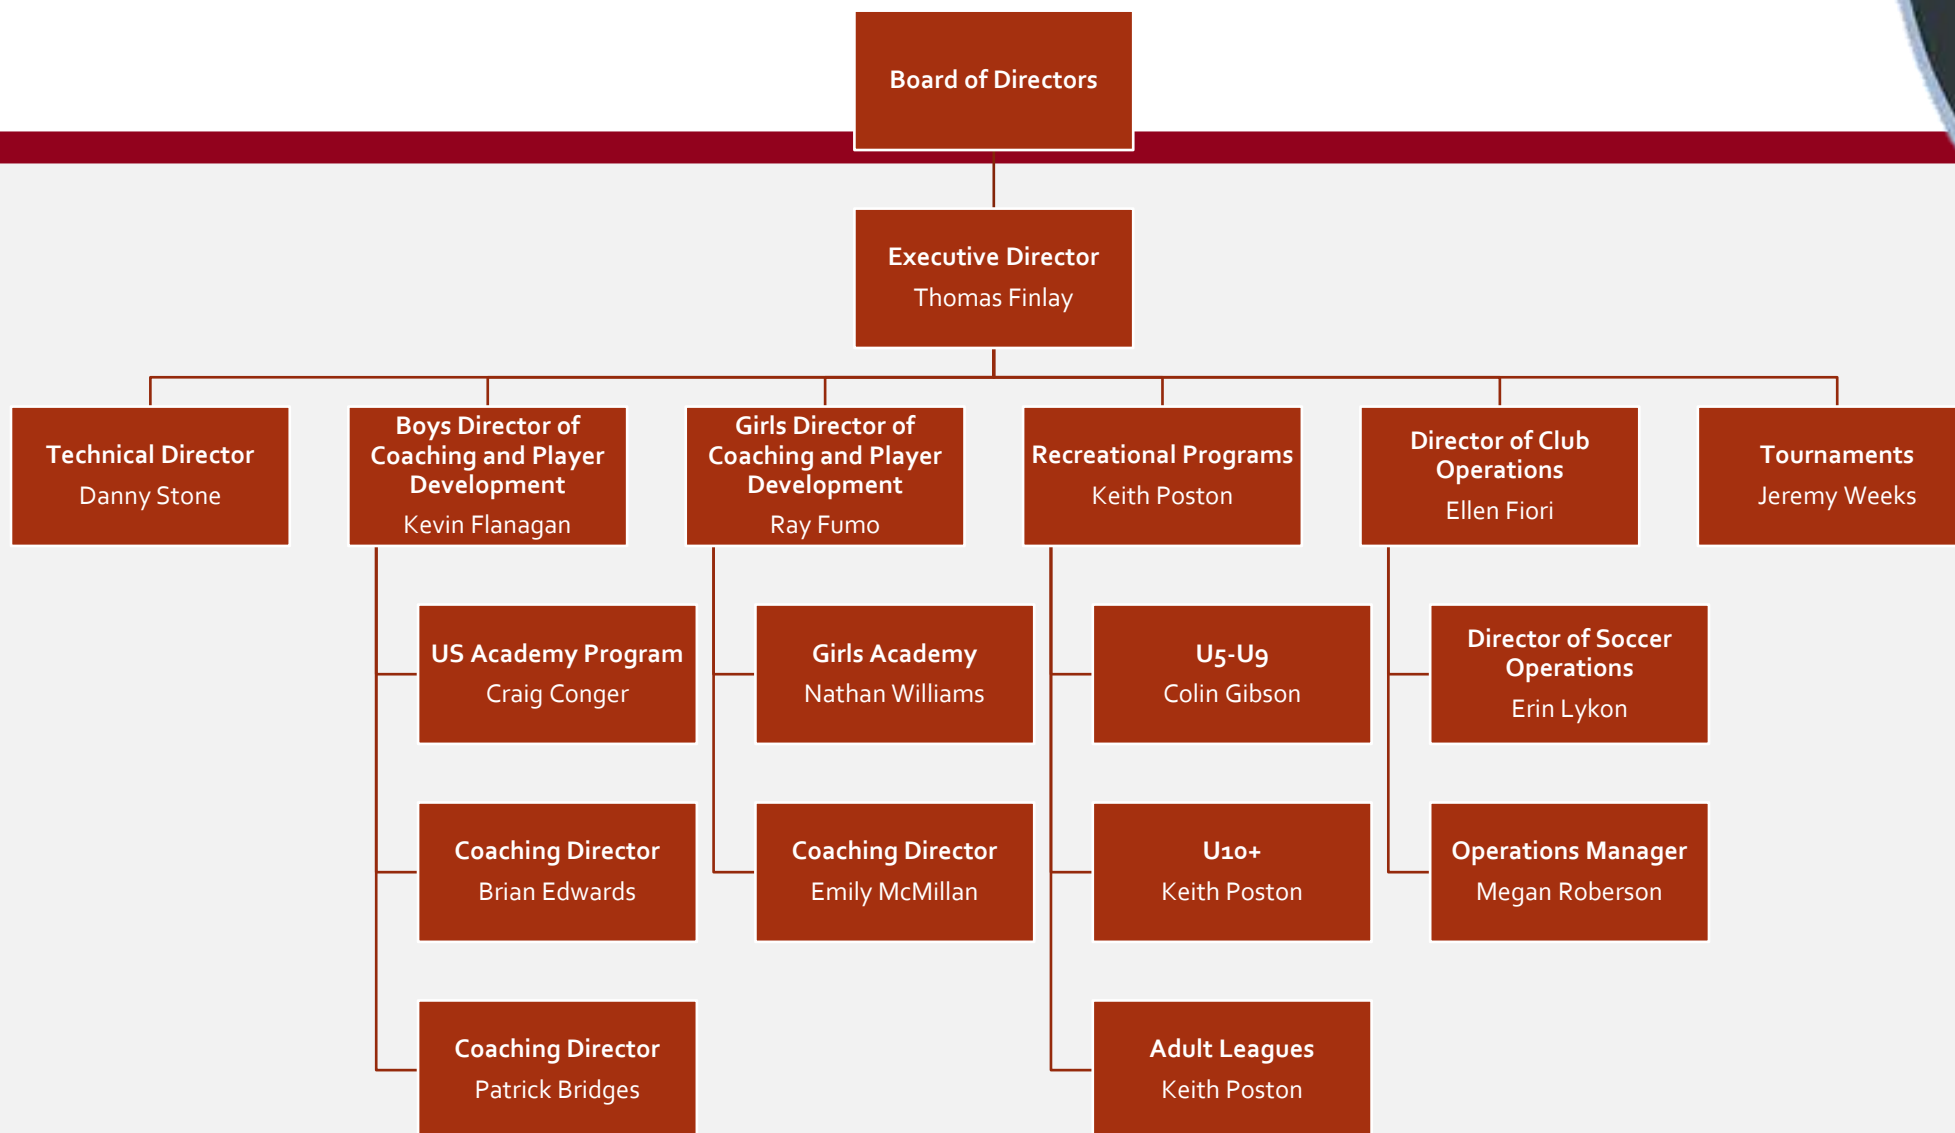 Board of Directors
Executive Director
Thomas Finlay
Technical Director
Danny Stone
Boys Director of
Coaching and Player
Development
Kevin Flanagan
Girls Director of
Coaching and Player
Development
Ray Fumo
Recreational Programs
Keith Poston
Director of Club
Operations
Ellen Fiori
Tournaments
Jeremy Weeks
US Academy Program
Craig Conger
Girls Academy
Nathan Williams
U5-U9
Colin Gibson
Director of Soccer
Operations
Erin Lykon
Coaching Director
Brian Edwards
Coaching Director
Emily McMillan
U10+
Keith Poston
Operations Manager
Megan Roberson
Coaching Director
Patrick Bridges
Adult Leagues
Keith Poston